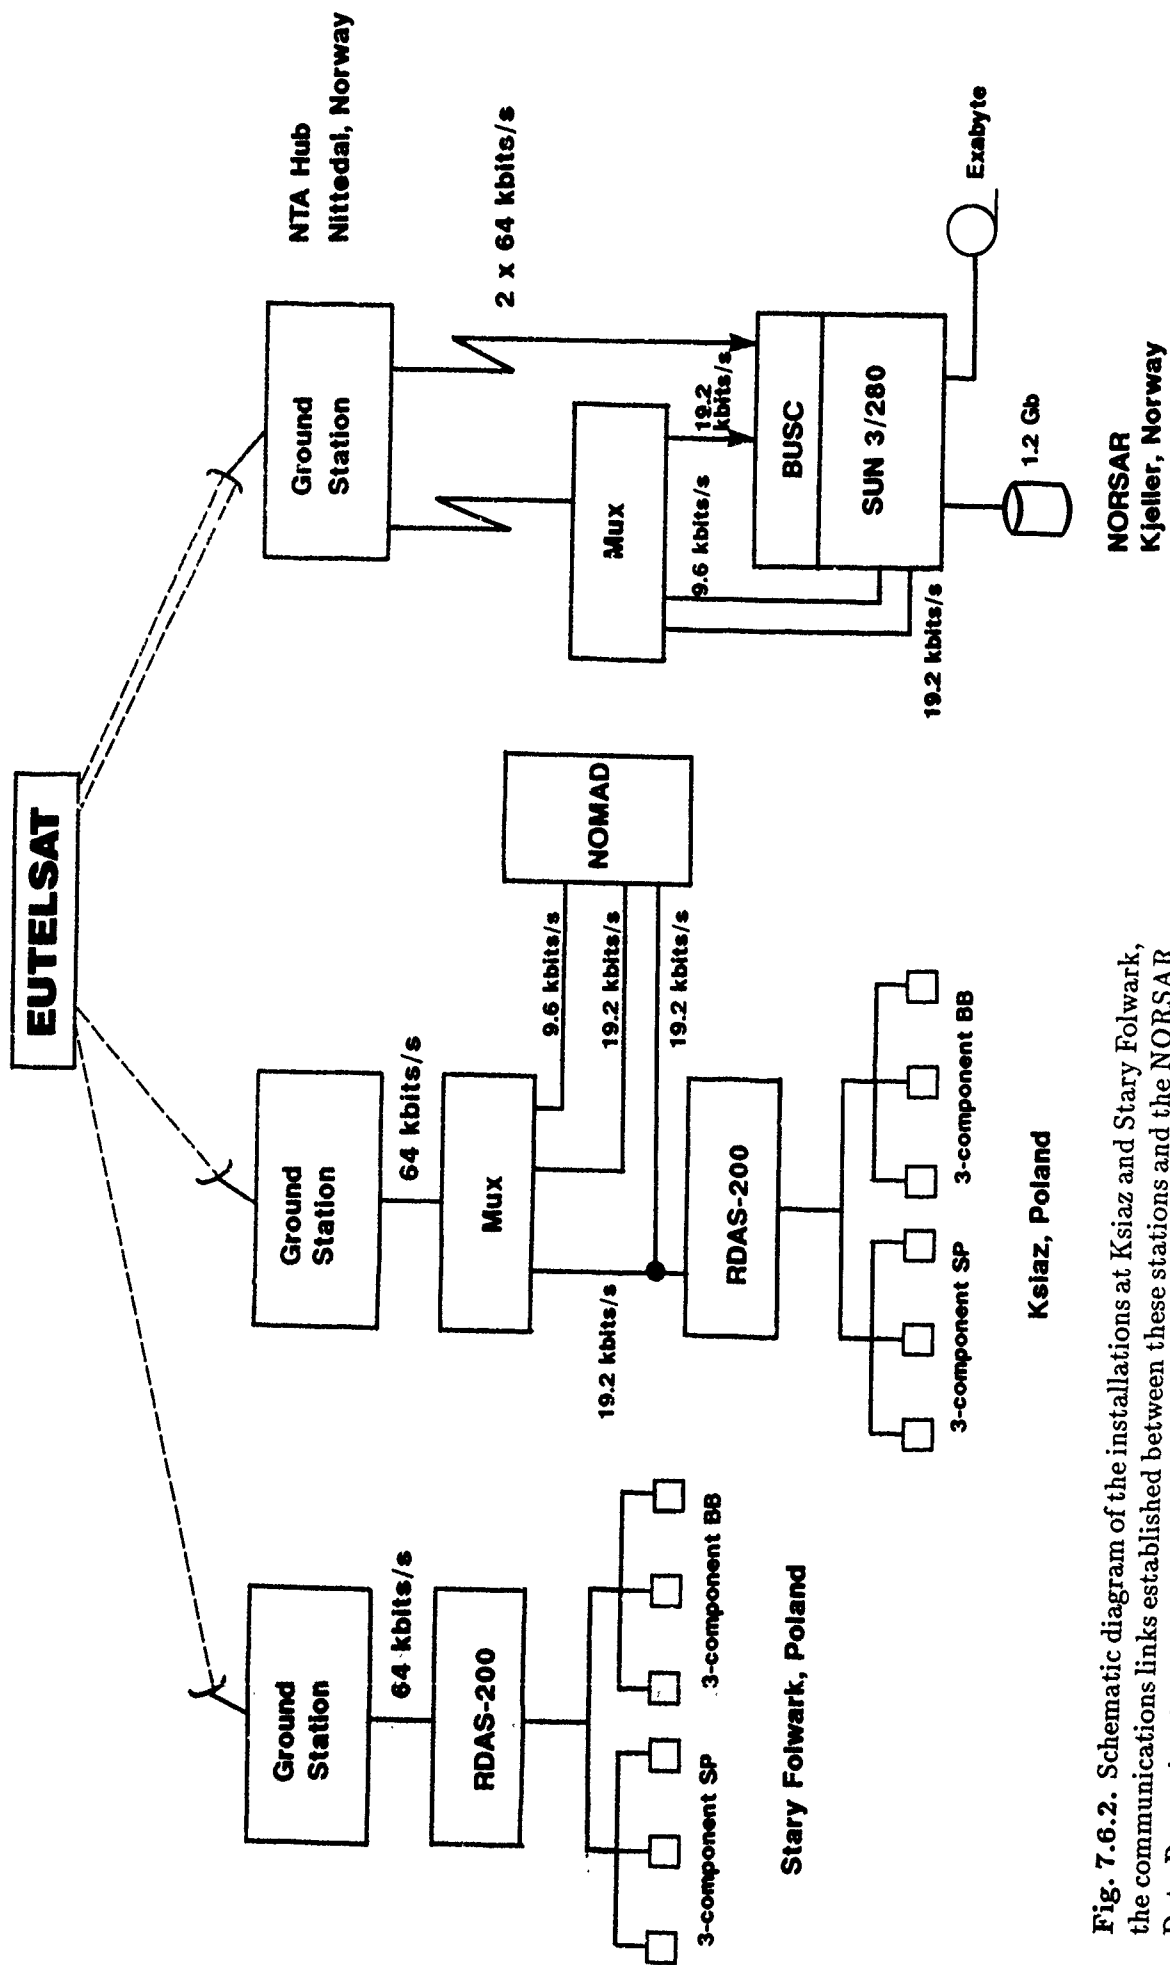 EUTELSAT
Ground
Station
64 kbits/s
RDAS-200
3-component SP
3-component BB
Stary Folwark, Poland
Ground
Station
64 kbits/s
Mux
9.6 kbits/s
19.2 kbits/s
19.2 kbits/s
19.2 kbits/s
NOMAD
RDAS-200
3-component SP
3-component BB
Ksiaz, Poland
NTA Hub
Nittedal, Norway
Ground
Station
2 x 64 kbits/s
Mux
19.2
kbits/s
9.6 kbits/s
19.2 kbits/s
BUSC
SUN 3/280
1.2 Gb
Exabyte
NORSAR
Kjeller, Norway
Fig. 7.6.2. Schematic diagram of the installations at Ksiaz and Stary Folwark,
the communications links established between these stations and the NORSAR